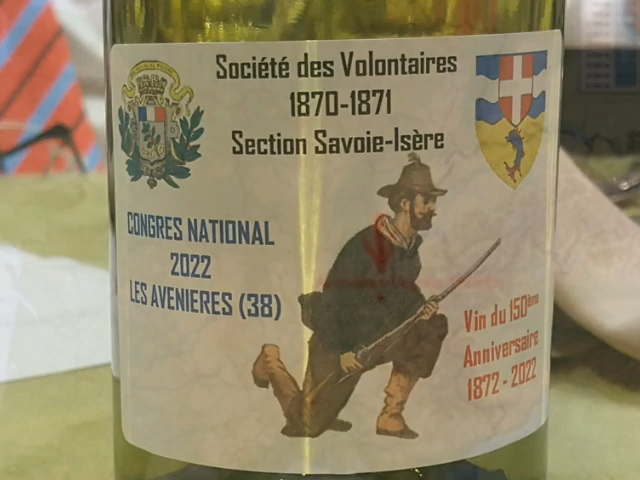 Société des Volontaires
1870-1871
Section Savoie-Isère
CONGRES NATIONAL
2022
LES AVENIERES (38)
Vin du 150ème
Anniversaire
1872 - 2022